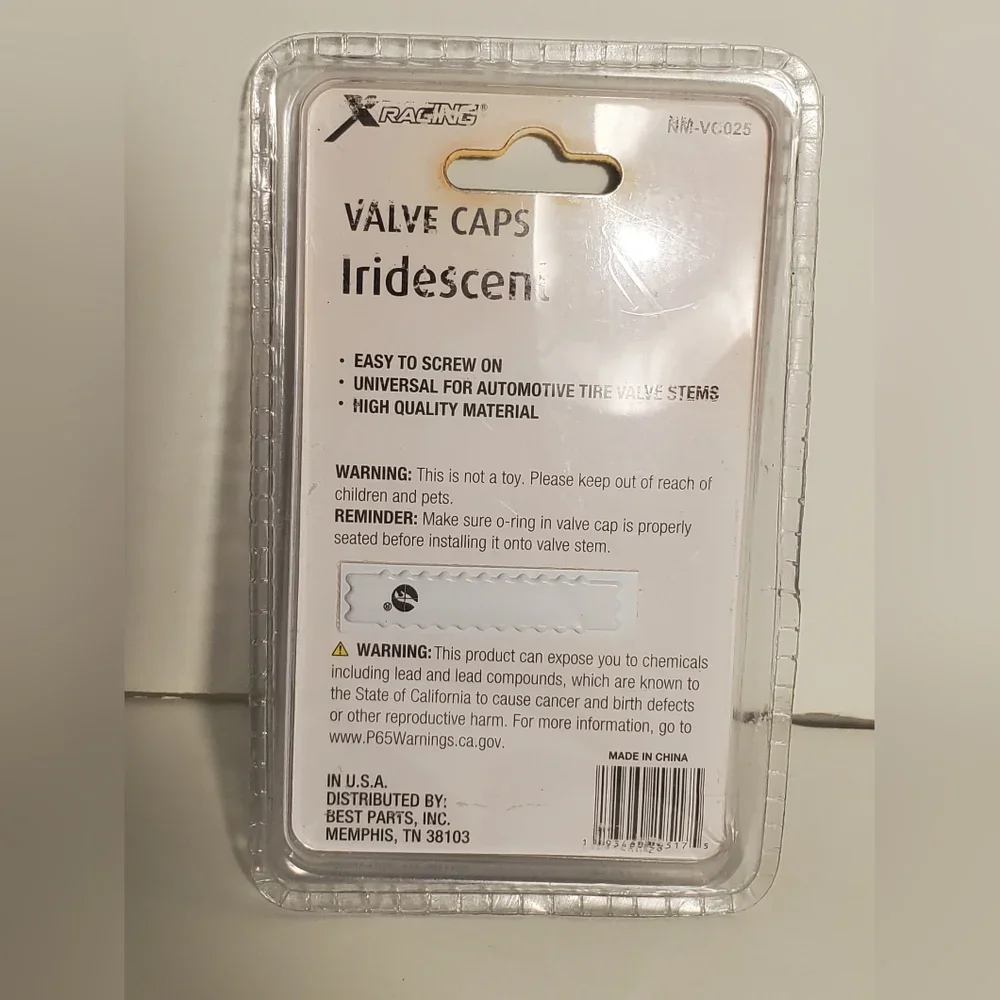 X RACING®
NM-VC025
VALVE CAPS
Iridescent
• EASY TO SCREW ON
• UNIVERSAL FOR AUTOMOTIVE TIRE VALVE STEMS
• HIGH QUALITY MATERIAL
WARNING: This is not a toy. Please keep out of reach of
children and pets.
REMINDER: Make sure o-ring in valve cap is properly
seated before installing it onto valve stem.
®
WARNING: This product can expose you to chemicals
including lead and lead compounds, which are known to
the State of California to cause cancer and birth defects
or other reproductive harm. For more information, go to
www.P65Warnings.ca.gov.
MADE IN CHINA
IN U.S.A.
DISTRIBUTED BY:
BEST PARTS, INC.
MEMPHIS, TN 38103